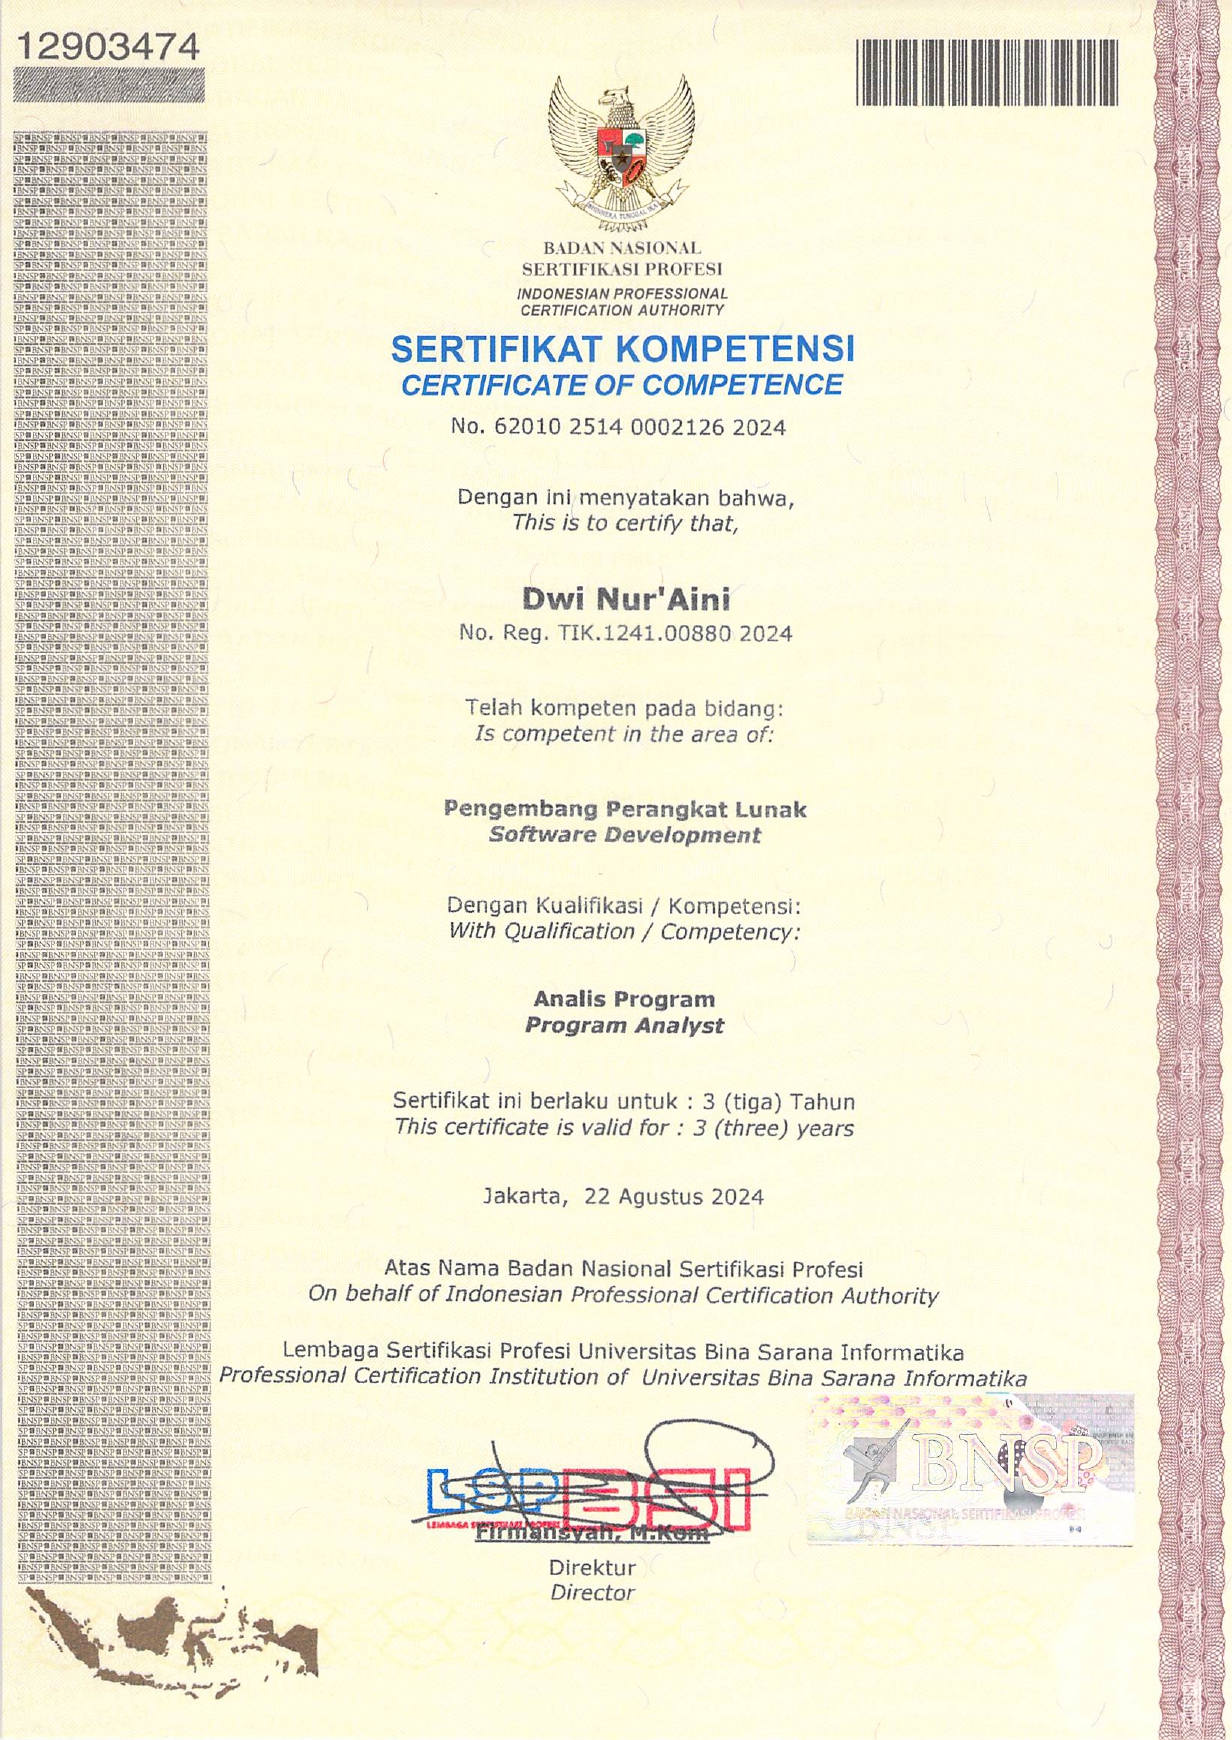 12903474
BHINNEKA TUNGGAL IKA
BADAN NASIONAL
SERTIFIKASI PROFESI
INDONESIAN PROFESSIONAL
CERTIFICATION AUTHORITY
SERTIFIKAT KOMPETENSI
CERTIFICATE OF COMPETENCE
No. 62010 2514 0002126 2024
Dengan ini menyatakan bahwa,
This is to certify that,
Dwi Nur'Aini
No. Reg. TIK.1241.00880 2024
Telah kompeten pada bidang:
Is competent in the area of:
Pengembang Perangkat Lunak
Software Development
Dengan Kualifikasi / Kompetensi:
With Qualification / Competency:
Analis Program
Program Analyst
Sertifikat ini berlaku untuk : 3 (tiga) Tahun
This certificate is valid for : 3 (three) years
Jakarta,  22 Agustus 2024
Atas Nama Badan Nasional Sertifikasi Profesi
On behalf of Indonesian Professional Certification Authority
Lembaga Sertifikasi Profesi Universitas Bina Sarana Informatika
Professional Certification Institution of  Universitas Bina Sarana Informatika
BNSP
BADAN NASIONAL SERTIFIKASI PROFESI
LSP BSI
LEMBAGA SERTIFIKASI PROFESI
Firmansyah, M.Kom
Direktur
Director